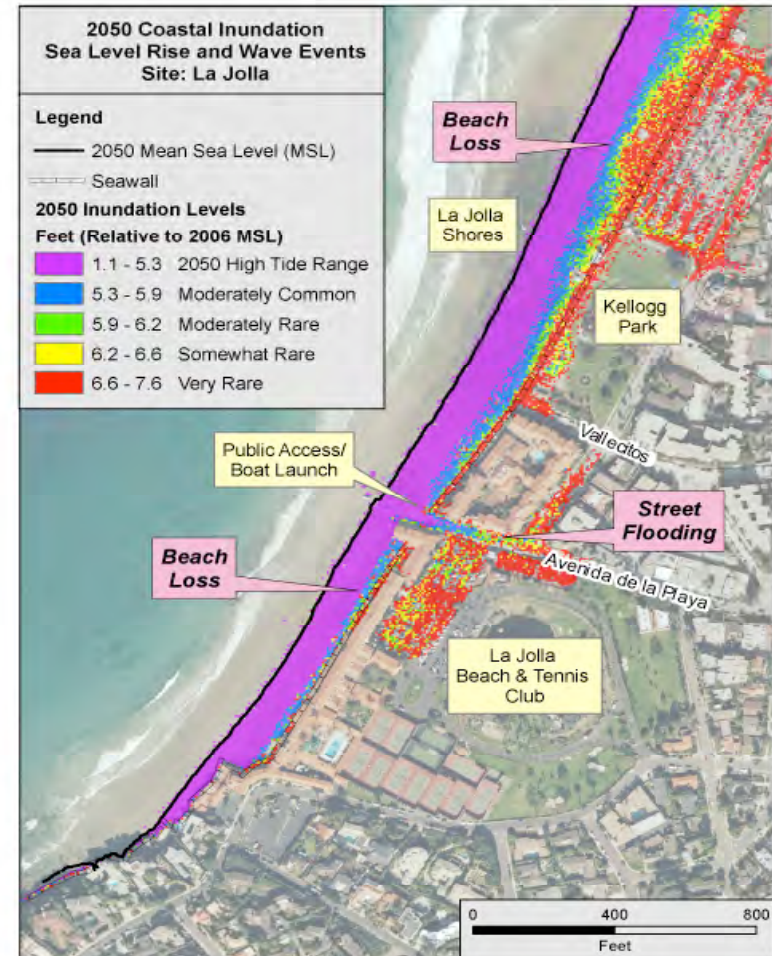 2050 Coastal Inundation
Sea Level Rise and Wave Events
Site: La Jolla
Legend
2050 Mean Sea Level (MSL)
Seawall
2050 Inundation Levels
Feet (Relative to 2006 MSL)
1.1 - 5.3 2050 High Tide Range
5.3 - 5.9 Moderately Common
5.9 - 6.2 Moderately Rare
6.2 - 6.6 Somewhat Rare
6.6 - 7.6 Very Rare
Beach
Loss
La Jolla
Shores
Kellogg
Park
Vallecitos
Public Access/
Boat Launch
Street
Flooding
Beach
Loss
Avenida de la Playa
La Jolla
Beach & Tennis
Club
0 400 800
Feet